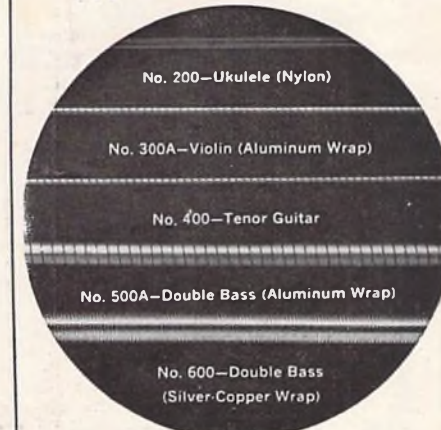 No. 200—Ukulele (Nylon)
No. 300A—Violin (Aluminum Wrap)
No. 400—Tenor Guitar
No. 500A—Double Bass (Aluminum Wrap)
No. 600—Double Bass
(Silver-Copper Wrap)